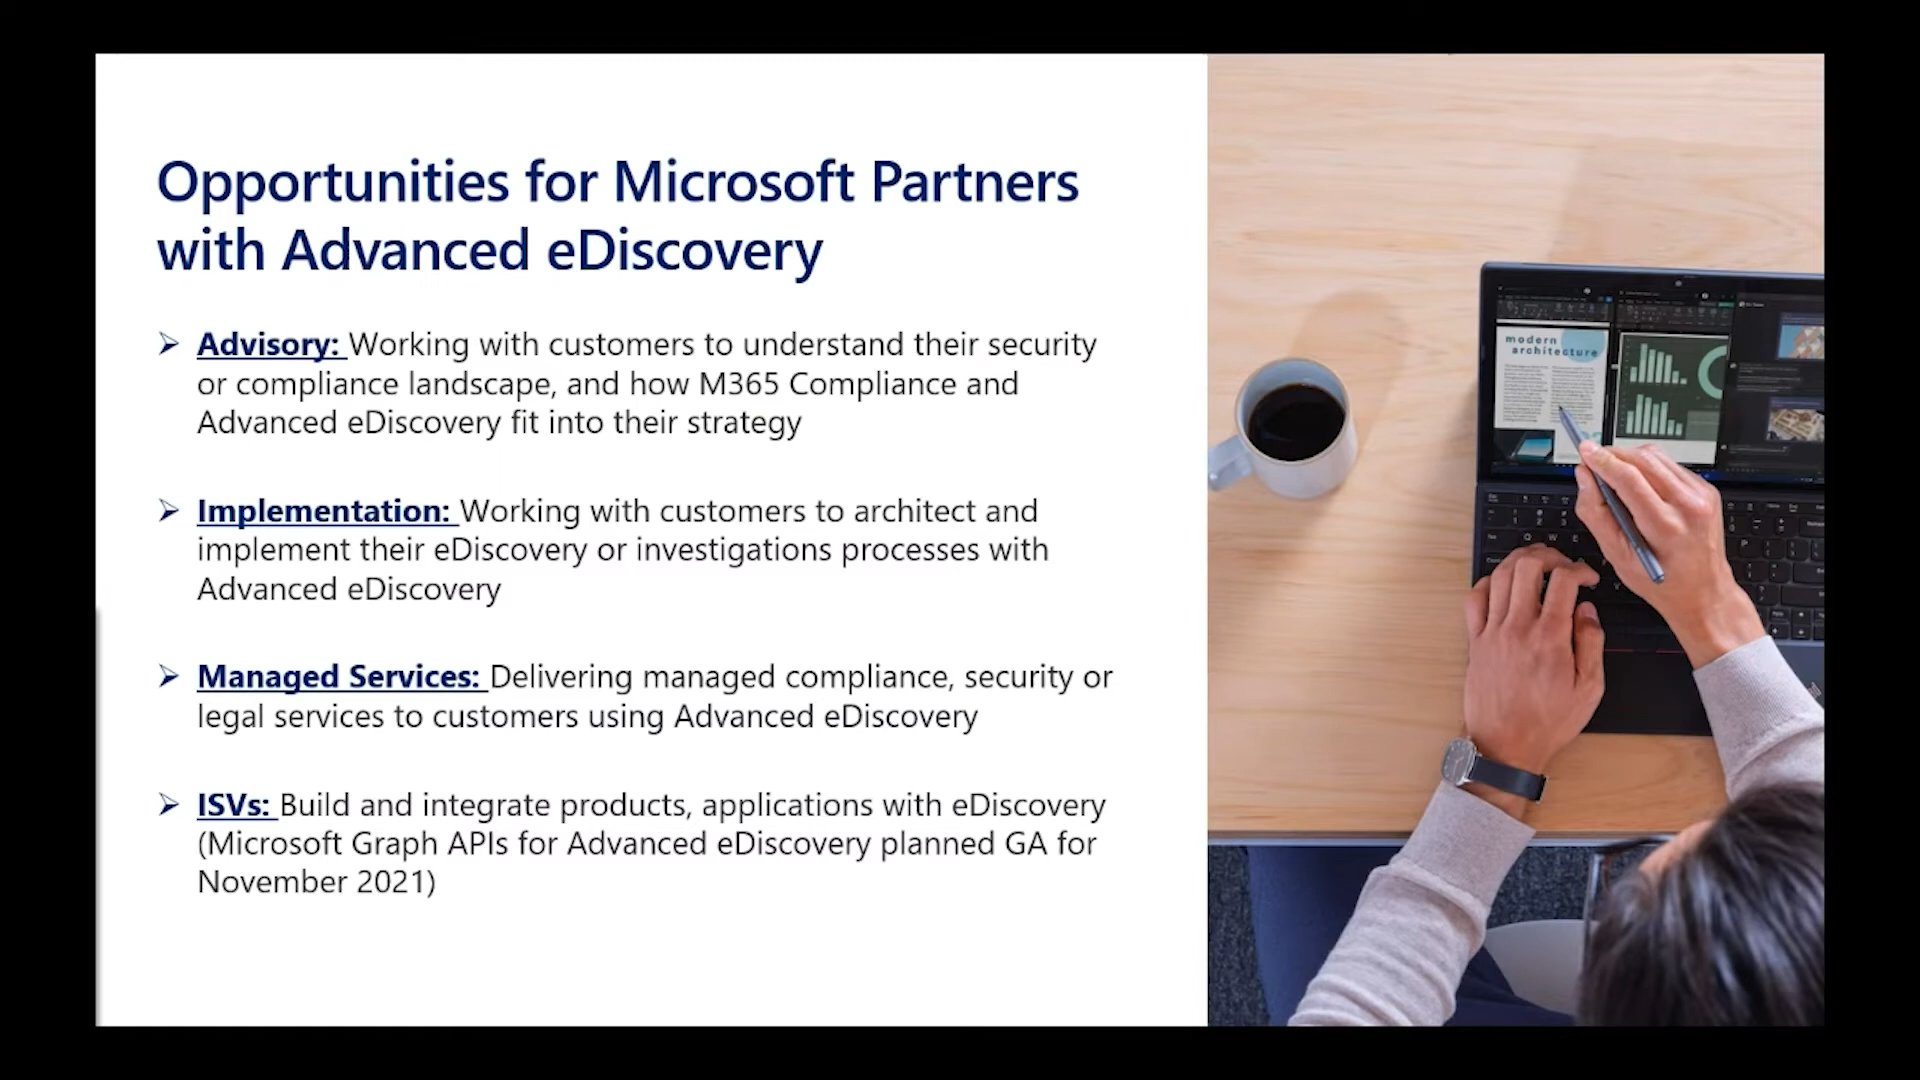 Opportunities for Microsoft Partners
with Advanced eDiscovery
➢ Advisory: Working with customers to understand their security
or compliance landscape, and how M365 Compliance and
Advanced eDiscovery fit into their strategy
➢ Implementation: Working with customers to architect and
implement their eDiscovery or investigations processes with
Advanced eDiscovery
➢ Managed Services: Delivering managed compliance, security or
legal services to customers using Advanced eDiscovery
➢ ISVs: Build and integrate products, applications with eDiscovery
(Microsoft Graph APIs for Advanced eDiscovery planned GA for
November 2021)
modern
architecture